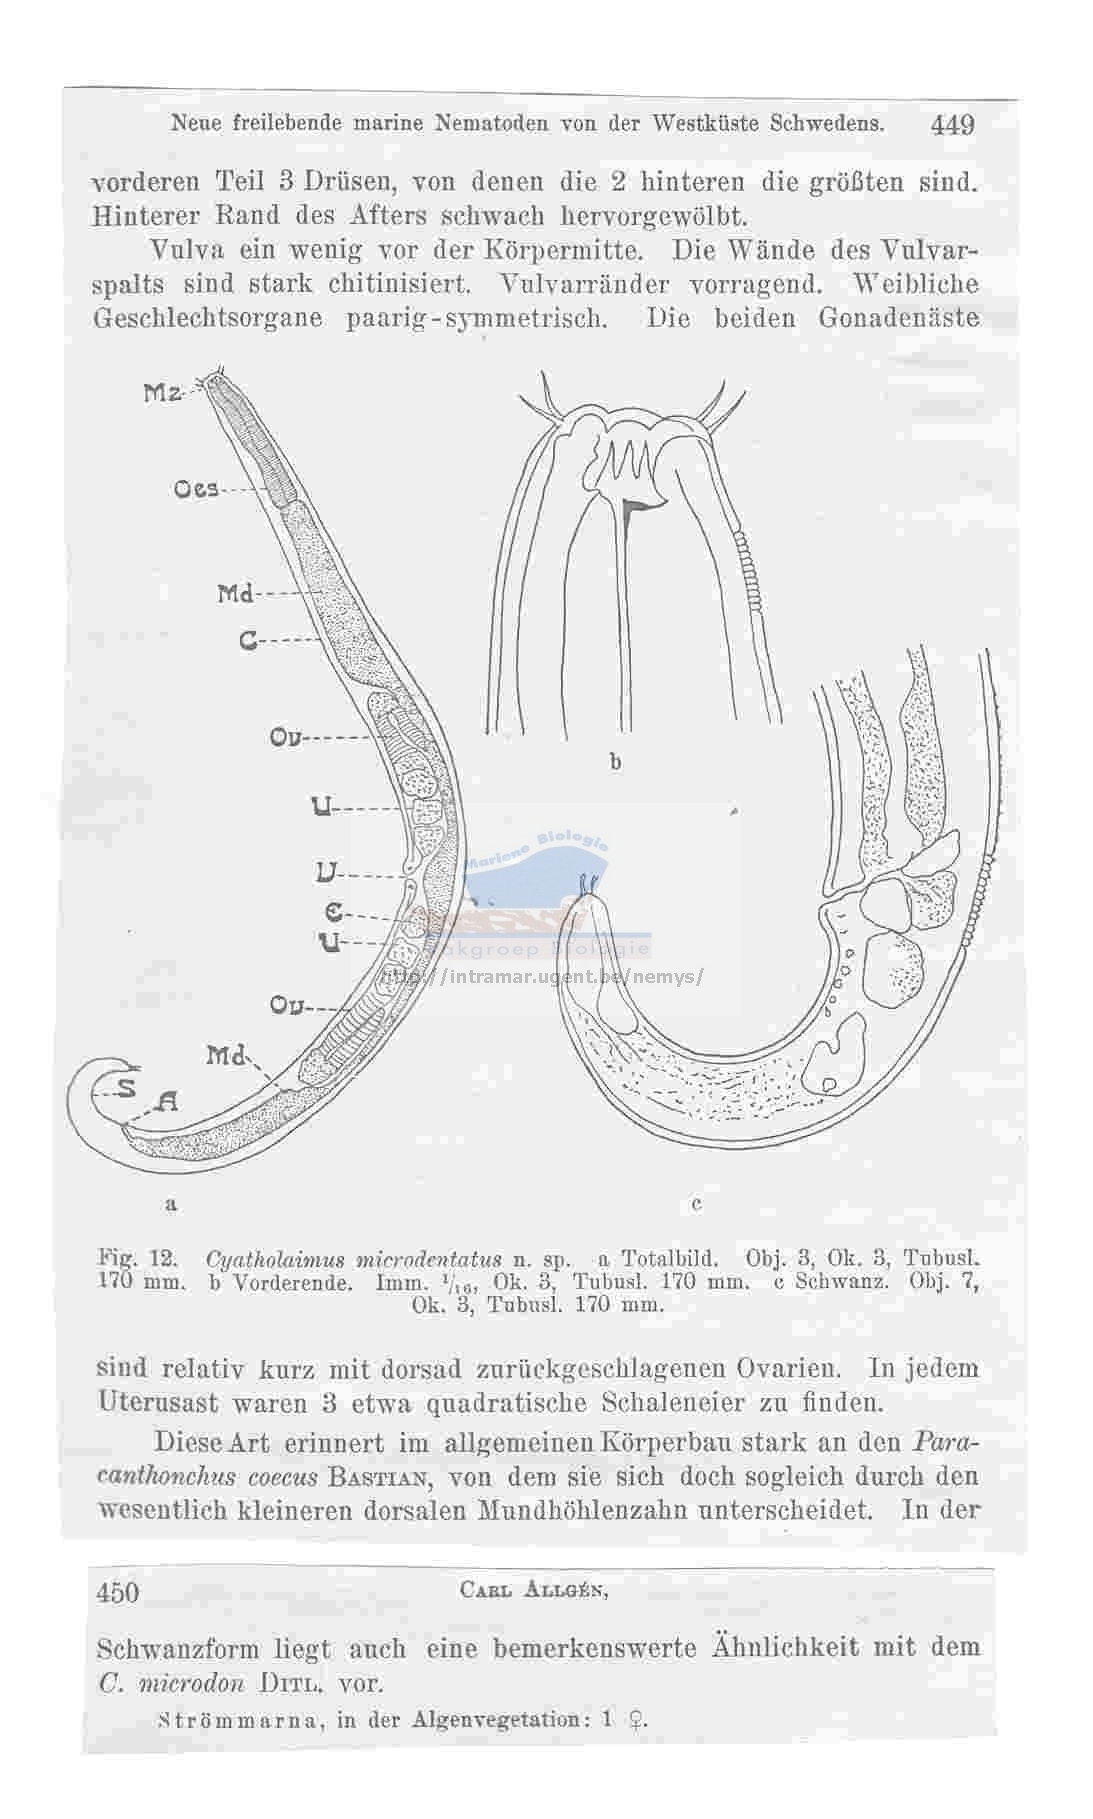 Neue freilebende marine Nematoden von der Westküste Schwedens. 449
vorderen Teil 3 Drüsen, von denen die 2 hinteren die größten sind.
Hinterer Rand des Afters schwach hervorgewölbt.
Vulva ein wenig vor der Körpermitte. Die Wände des Vulvar-
spalts sind stark chitinisiert. Vulvarränder vorragend. Weibliche
Geschlechtsorgane paarig-symmetrisch. Die beiden Gonadenäste
Mz
Oes
Md
C
Ov
U
V
E
U
Ov
Md
S
A
a
b
c
Mariene Biologie
Vakgroep Biologie
http://intramar.ugent.be/nemys/
Fig. 12. Cyatholaimus microdentatus n. sp. a Totalbild. Obj. 3, Ok. 3, Tubusl.
170 mm. b Vorderende. Imm. 1/16, Ok. 3, Tubusl. 170 mm. c Schwanz. Obj. 7,
Ok. 3, Tubusl. 170 mm.
sind relativ kurz mit dorsad zurückgeschlagenen Ovarien. In jedem
Uterusast waren 3 etwa quadratische Schaleneier zu finden.
Diese Art erinnert im allgemeinen Körperbau stark an den Para-
canthonchus coecus BASTIAN, von dem sie sich doch sogleich durch den
wesentlich kleineren dorsalen Mundhöhlenzahn unterscheidet. In der
450 CARL ALLGÉN,
Schwanzform liegt auch eine bemerkenswerte Ähnlichkeit mit dem
C. microdon DITL. vor.
Strömmarna, in der Algenvegetation: 1 ♀.